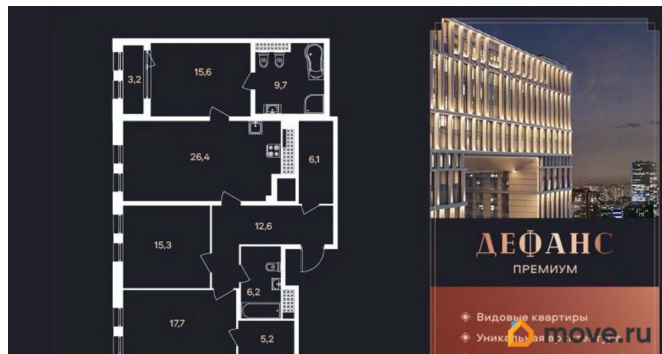 3,2
15,6
9,7
26,4
6,1
15,3
12,6
6,2
17,7
5,2
ДЕФАНС
ПРЕМИУМ
Видовые квартиры
Уникальная
move.ru